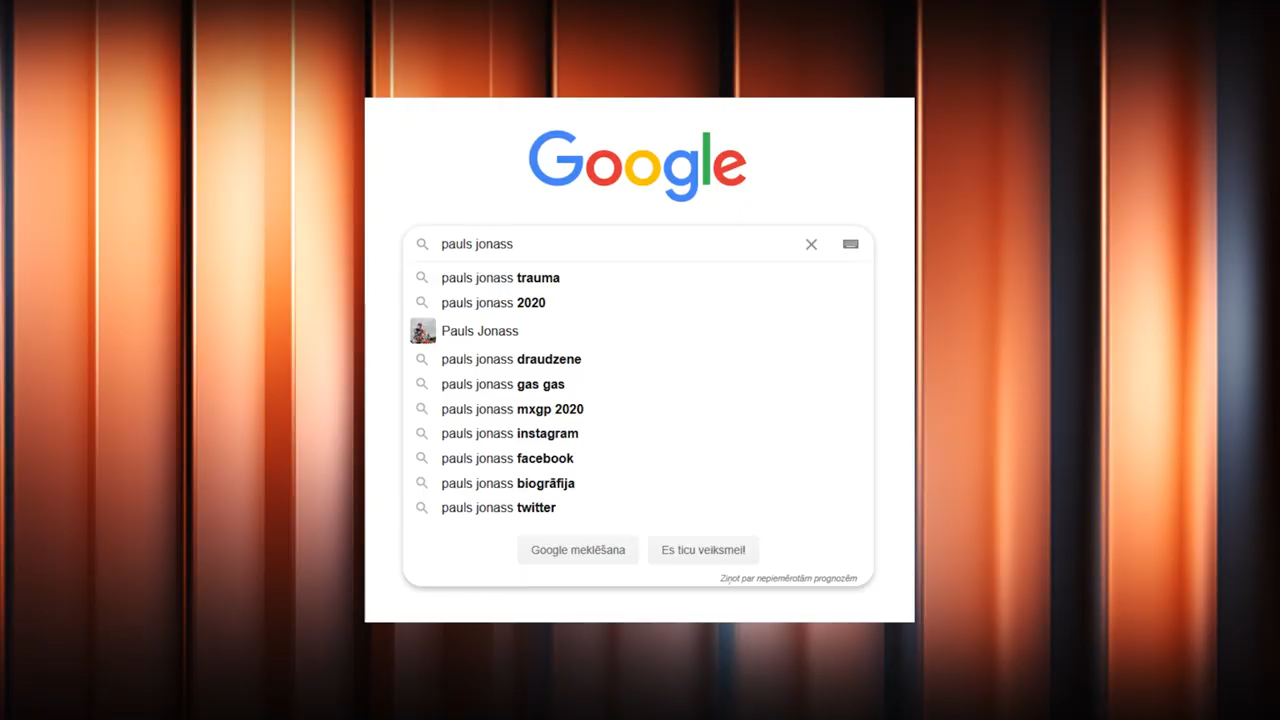 Google
pauls jonass
pauls jonass trauma
pauls jonass 2020
Pauls Jonass
pauls jonass draudzene
pauls jonass gas gas
pauls jonass mxgp 2020
pauls jonass instagram
pauls jonass facebook
pauls jonass biogrāfija
pauls jonass twitter
Google meklēšana Es ticu veiksmei!
Ziņot par nepiemērotām prognozēm